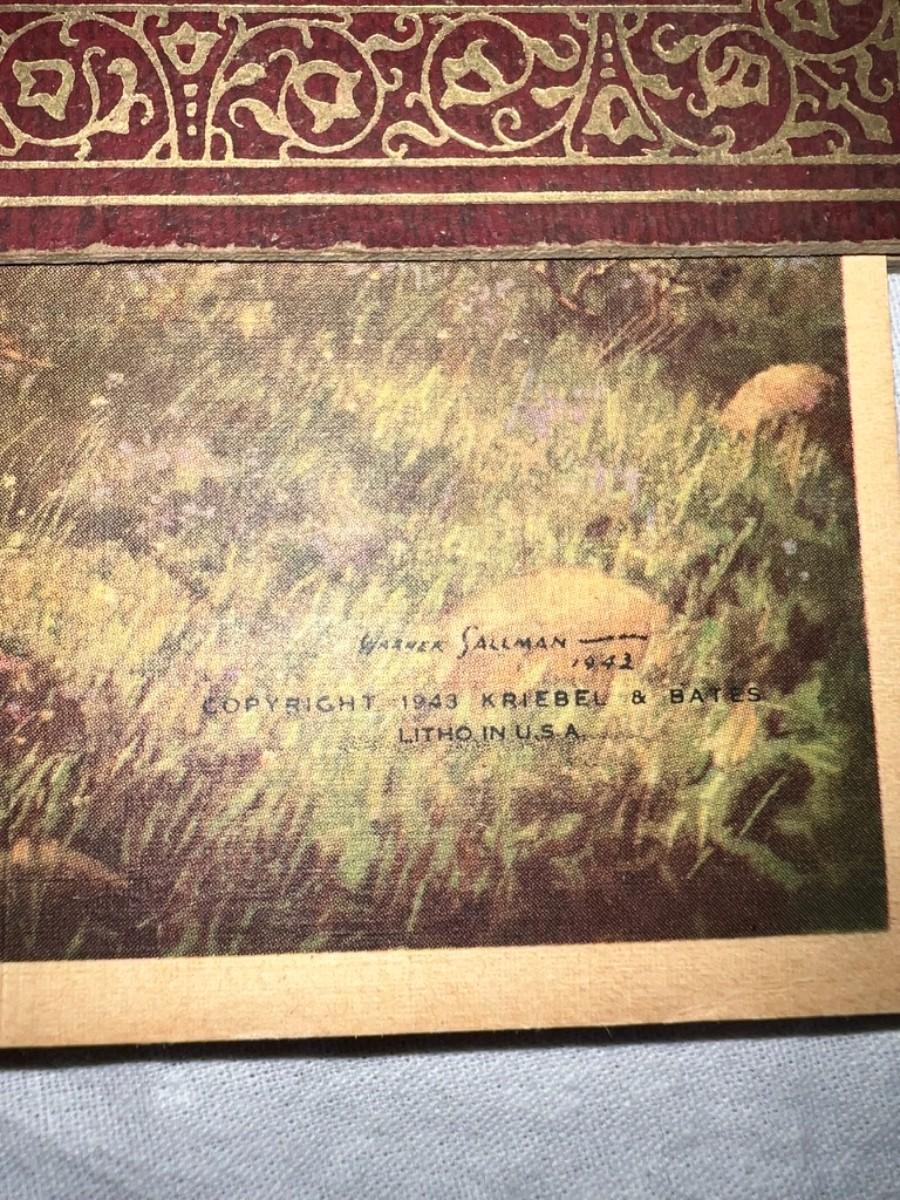 WARNER SALLMAN
1942
COPYRIGHT 1943 KRIEBEL & BATES
LITHO IN U.S.A.